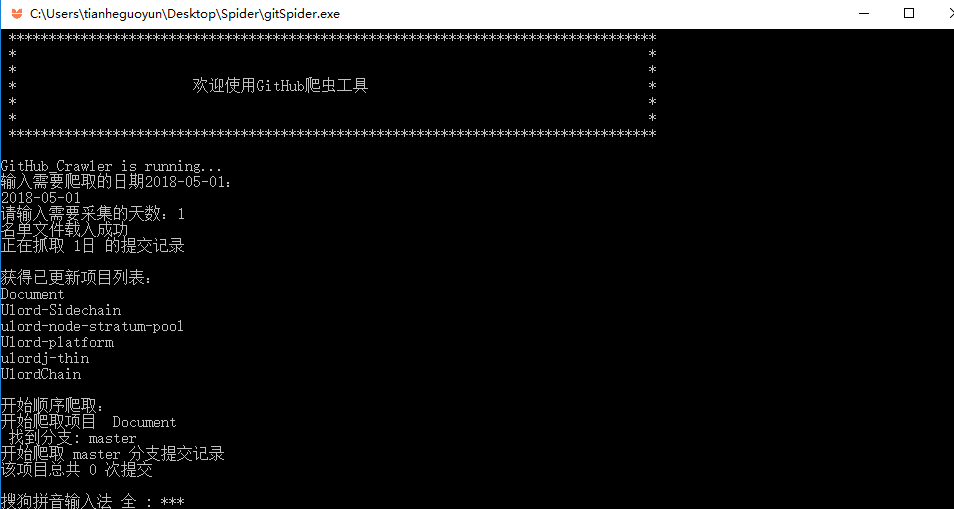 C:\Users\tianheguoyun\Desktop\Spider\gitSpider.exe
*********************************************************************************
* *
* *
* 欢迎使用GitHub爬虫工具 *
* *
* *
*********************************************************************************
GitHub Crawler is running...
输入需要爬取的日期2018-05-01:
2018-05-01
请输入需要采集的天数: 1
名单文件载入成功
正在抓取 1日 的提交记录
获得已更新项目列表:
Document
Ulord-Sidechain
ulord-node-stratum-pool
Ulord-platform
ulordj-thin
UlordChain
开始顺序爬取:
开始爬取项目 Document
找到分支: master
开始爬取 master 分支提交记录
该项目总共 0 次提交
搜狗拼音输入法 全 : ***